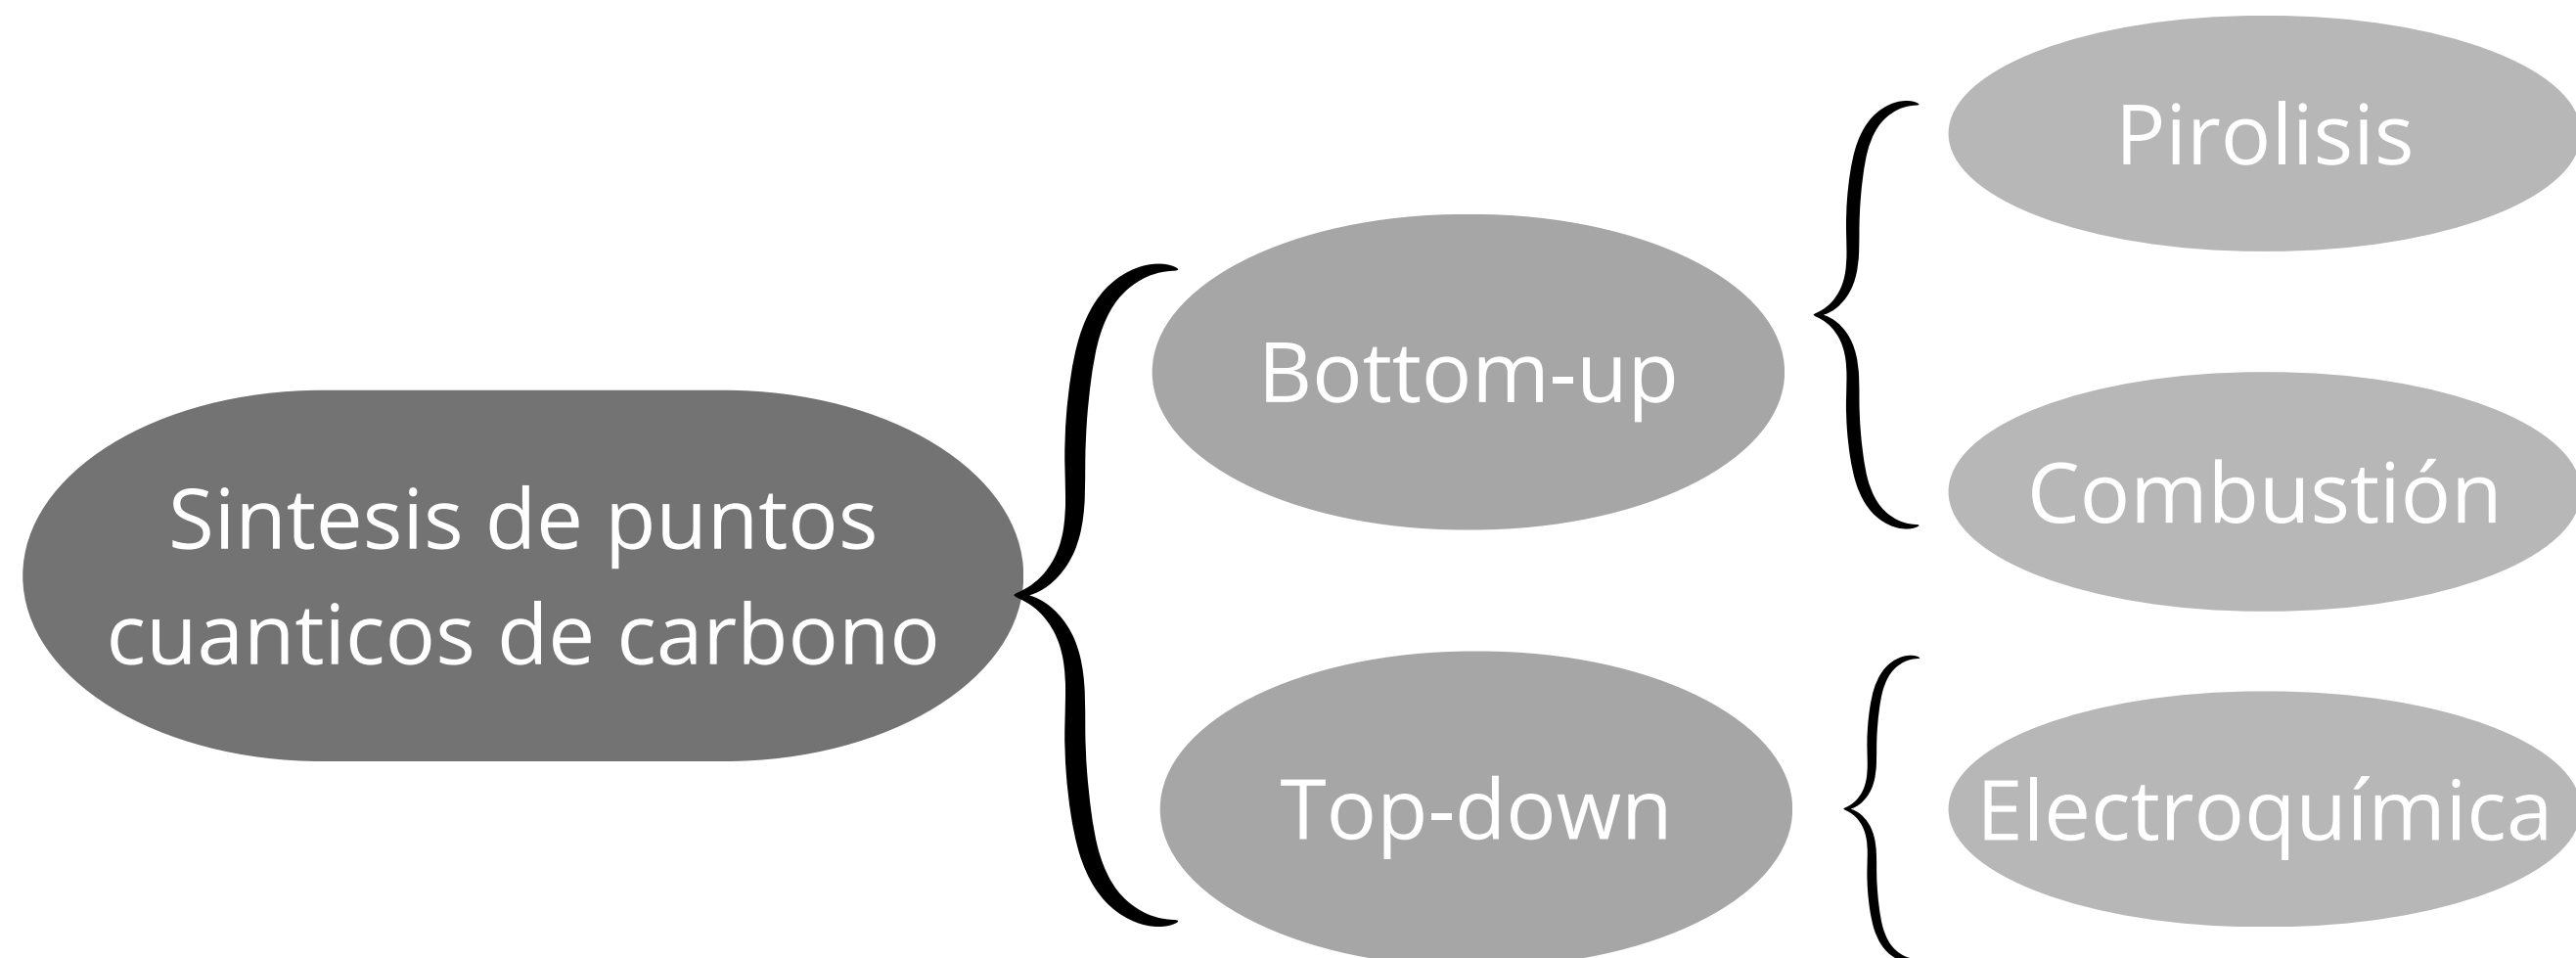 Sintesis de puntos
cuanticos de carbono
Bottom-up
Pirolisis
Combustión
Top-down
Electroquímica